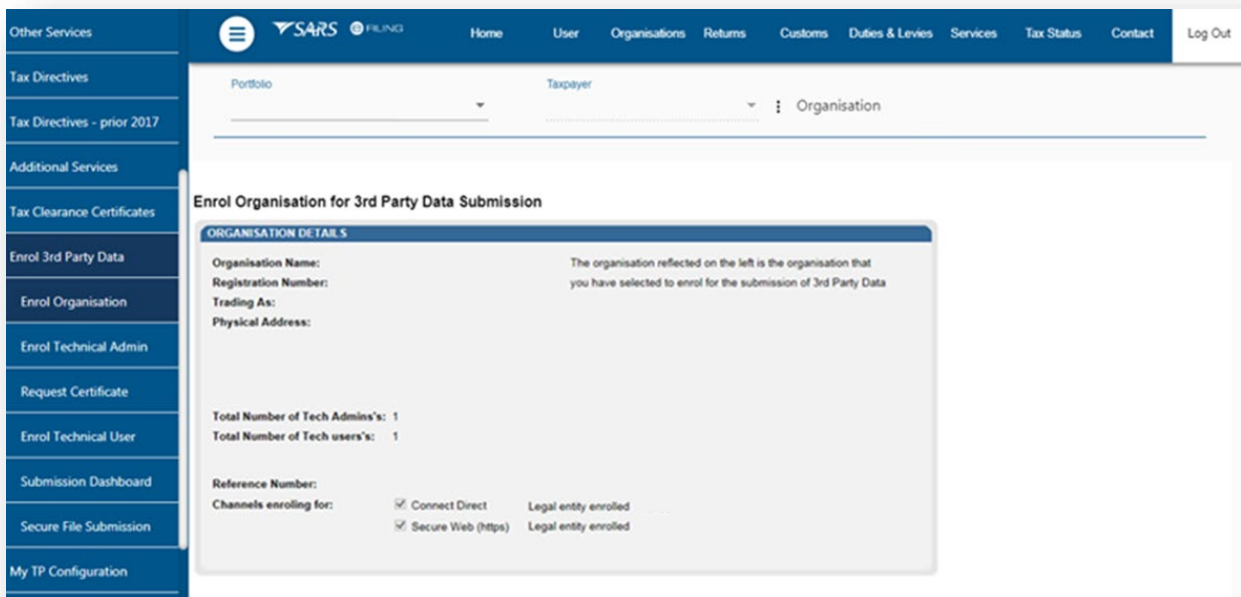 SARS eFILING
Home User Organisations Returns Customs Duties & Levies Services Tax Status Contact Log Out
Other Services
Tax Directives
Tax Directives - prior 2017
Additional Services
Tax Clearance Certificates
Enrol 3rd Party Data
Enrol Organisation
Enrol Technical Admin
Request Certificate
Enrol Technical User
Submission Dashboard
Secure File Submission
My TP Configuration
Portfolio Taxpayer
Organisation
Enrol Organisation for 3rd Party Data Submission
ORGANISATION DETAILS
Organisation Name: The organisation reflected on the left is the organisation that
Registration Number: you have selected to enrol for the submission of 3rd Party Data
Trading As:
Physical Address:
Total Number of Tech Admins's: 1
Total Number of Tech users's: 1
Reference Number:
Channels enroling for: Connect Direct Legal entity enrolled
Secure Web (https) Legal entity enrolled